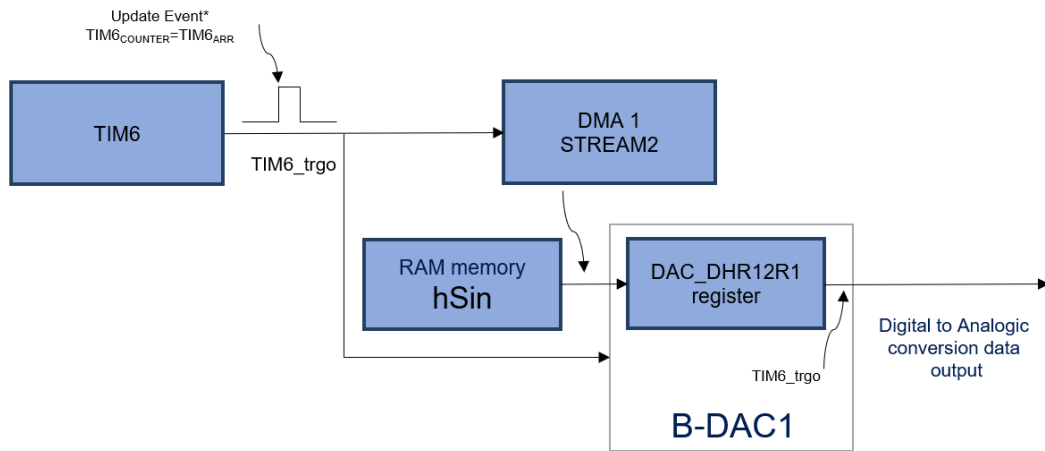 Update Event*
TIM6COUNTER=TIM6ARR
TIM6
DMA 1
STREAM2
TIM6_trgo
RAM memory
hSin
DAC_DHR12R1
register
Digital to Analogic
conversion data
output
TIM6_trgo
B-DAC1